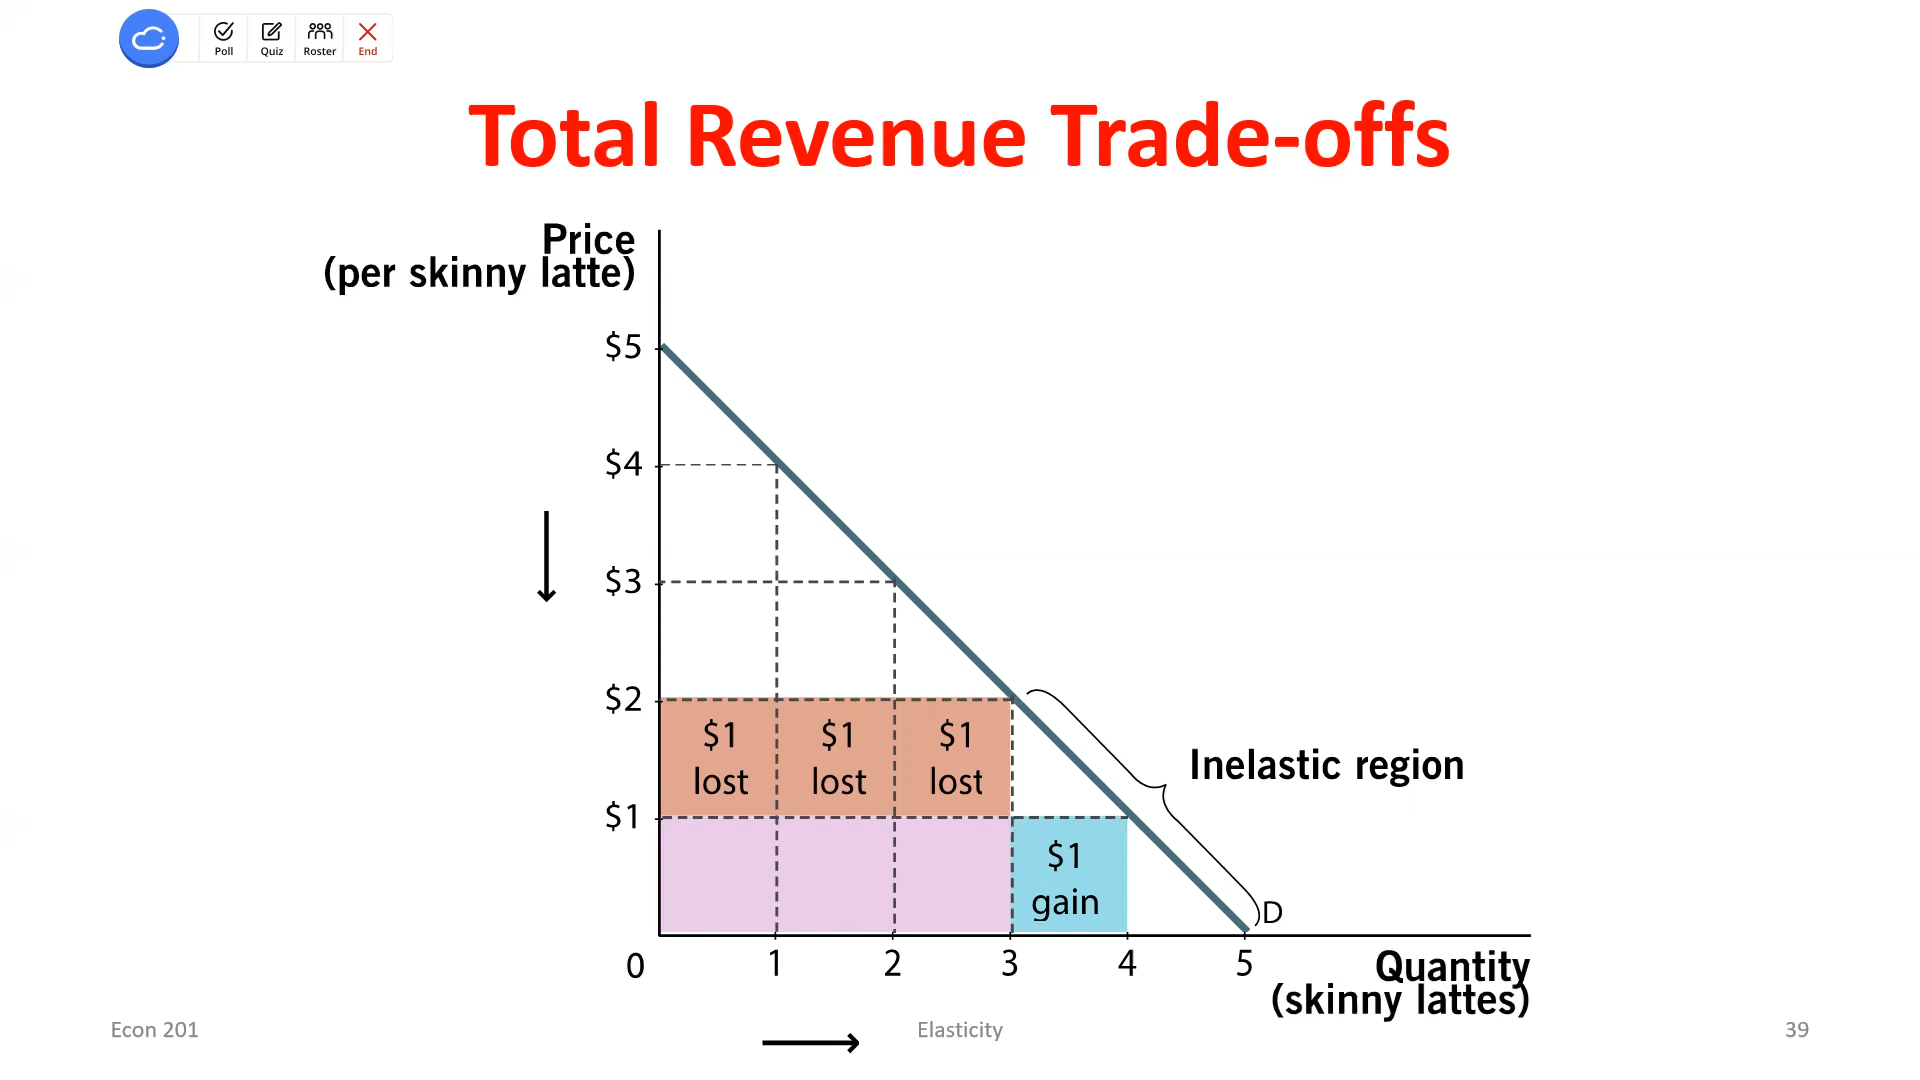 Poll
Quiz
Roster
End
Total Revenue Trade-offs
Price
(per skinny latte)
$5
$4
$3
$2
$1
$1
lost
$1
lost
$1
lost
$1
gain
Inelastic region
D
0
1
2
3
4
5
Quantity
(skinny lattes)
Econ 201
Elasticity
39